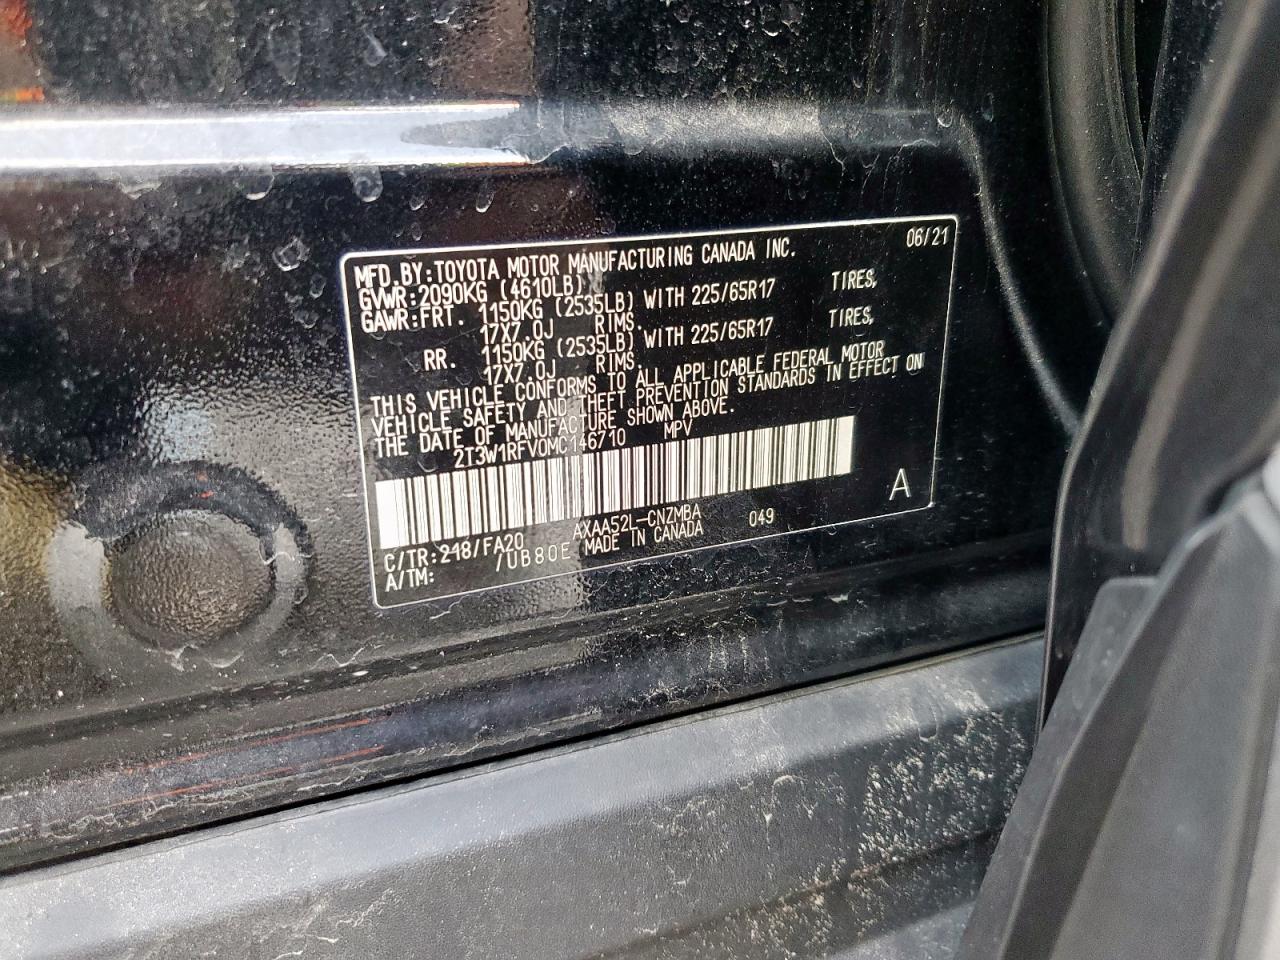 06/21
MFD.BY:TOYOTA MOTOR MANUFACTURING CANADA INC.
GVWR:2090KG (4610LB)
GAWR:FRT. 1150KG (2535LB) WITH 225/65R17 TIRES,
17X7.0J RIMS.
RR. 1150KG (2535LB) WITH 225/65R17 TIRES,
17X7.0J RIMS.
THIS VEHICLE CONFORMS TO ALL APPLICABLE FEDERAL MOTOR
VEHICLE SAFETY AND THEFT PREVENTION STANDARDS IN EFFECT ON
THE DATE OF MANUFACTURE SHOWN ABOVE.
2T3W1RFV0MC146710 MPV
A
C/TR:218/FA20 AXAA52L-CNZMBA 049
A/TM: /UB80E MADE IN CANADA